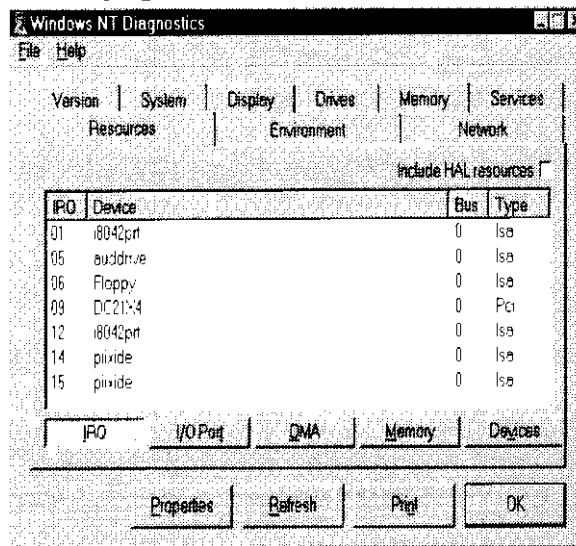 Windows NT Diagnostics
File Help
Version System Display Drives Memory Services
Resources Environment Network
Include HAL resources
IRQ Device Bus Type
01 i8042prt 0 Isa
05 auddrive 0 Isa
06 Floppy 0 Isa
09 DC21X4 0 Pci
12 i8042prt 0 Isa
14 piixide 0 Isa
15 piixide 0 Isa
IRQ I/O Port DMA Memory Devices
Properties Refresh Print OK